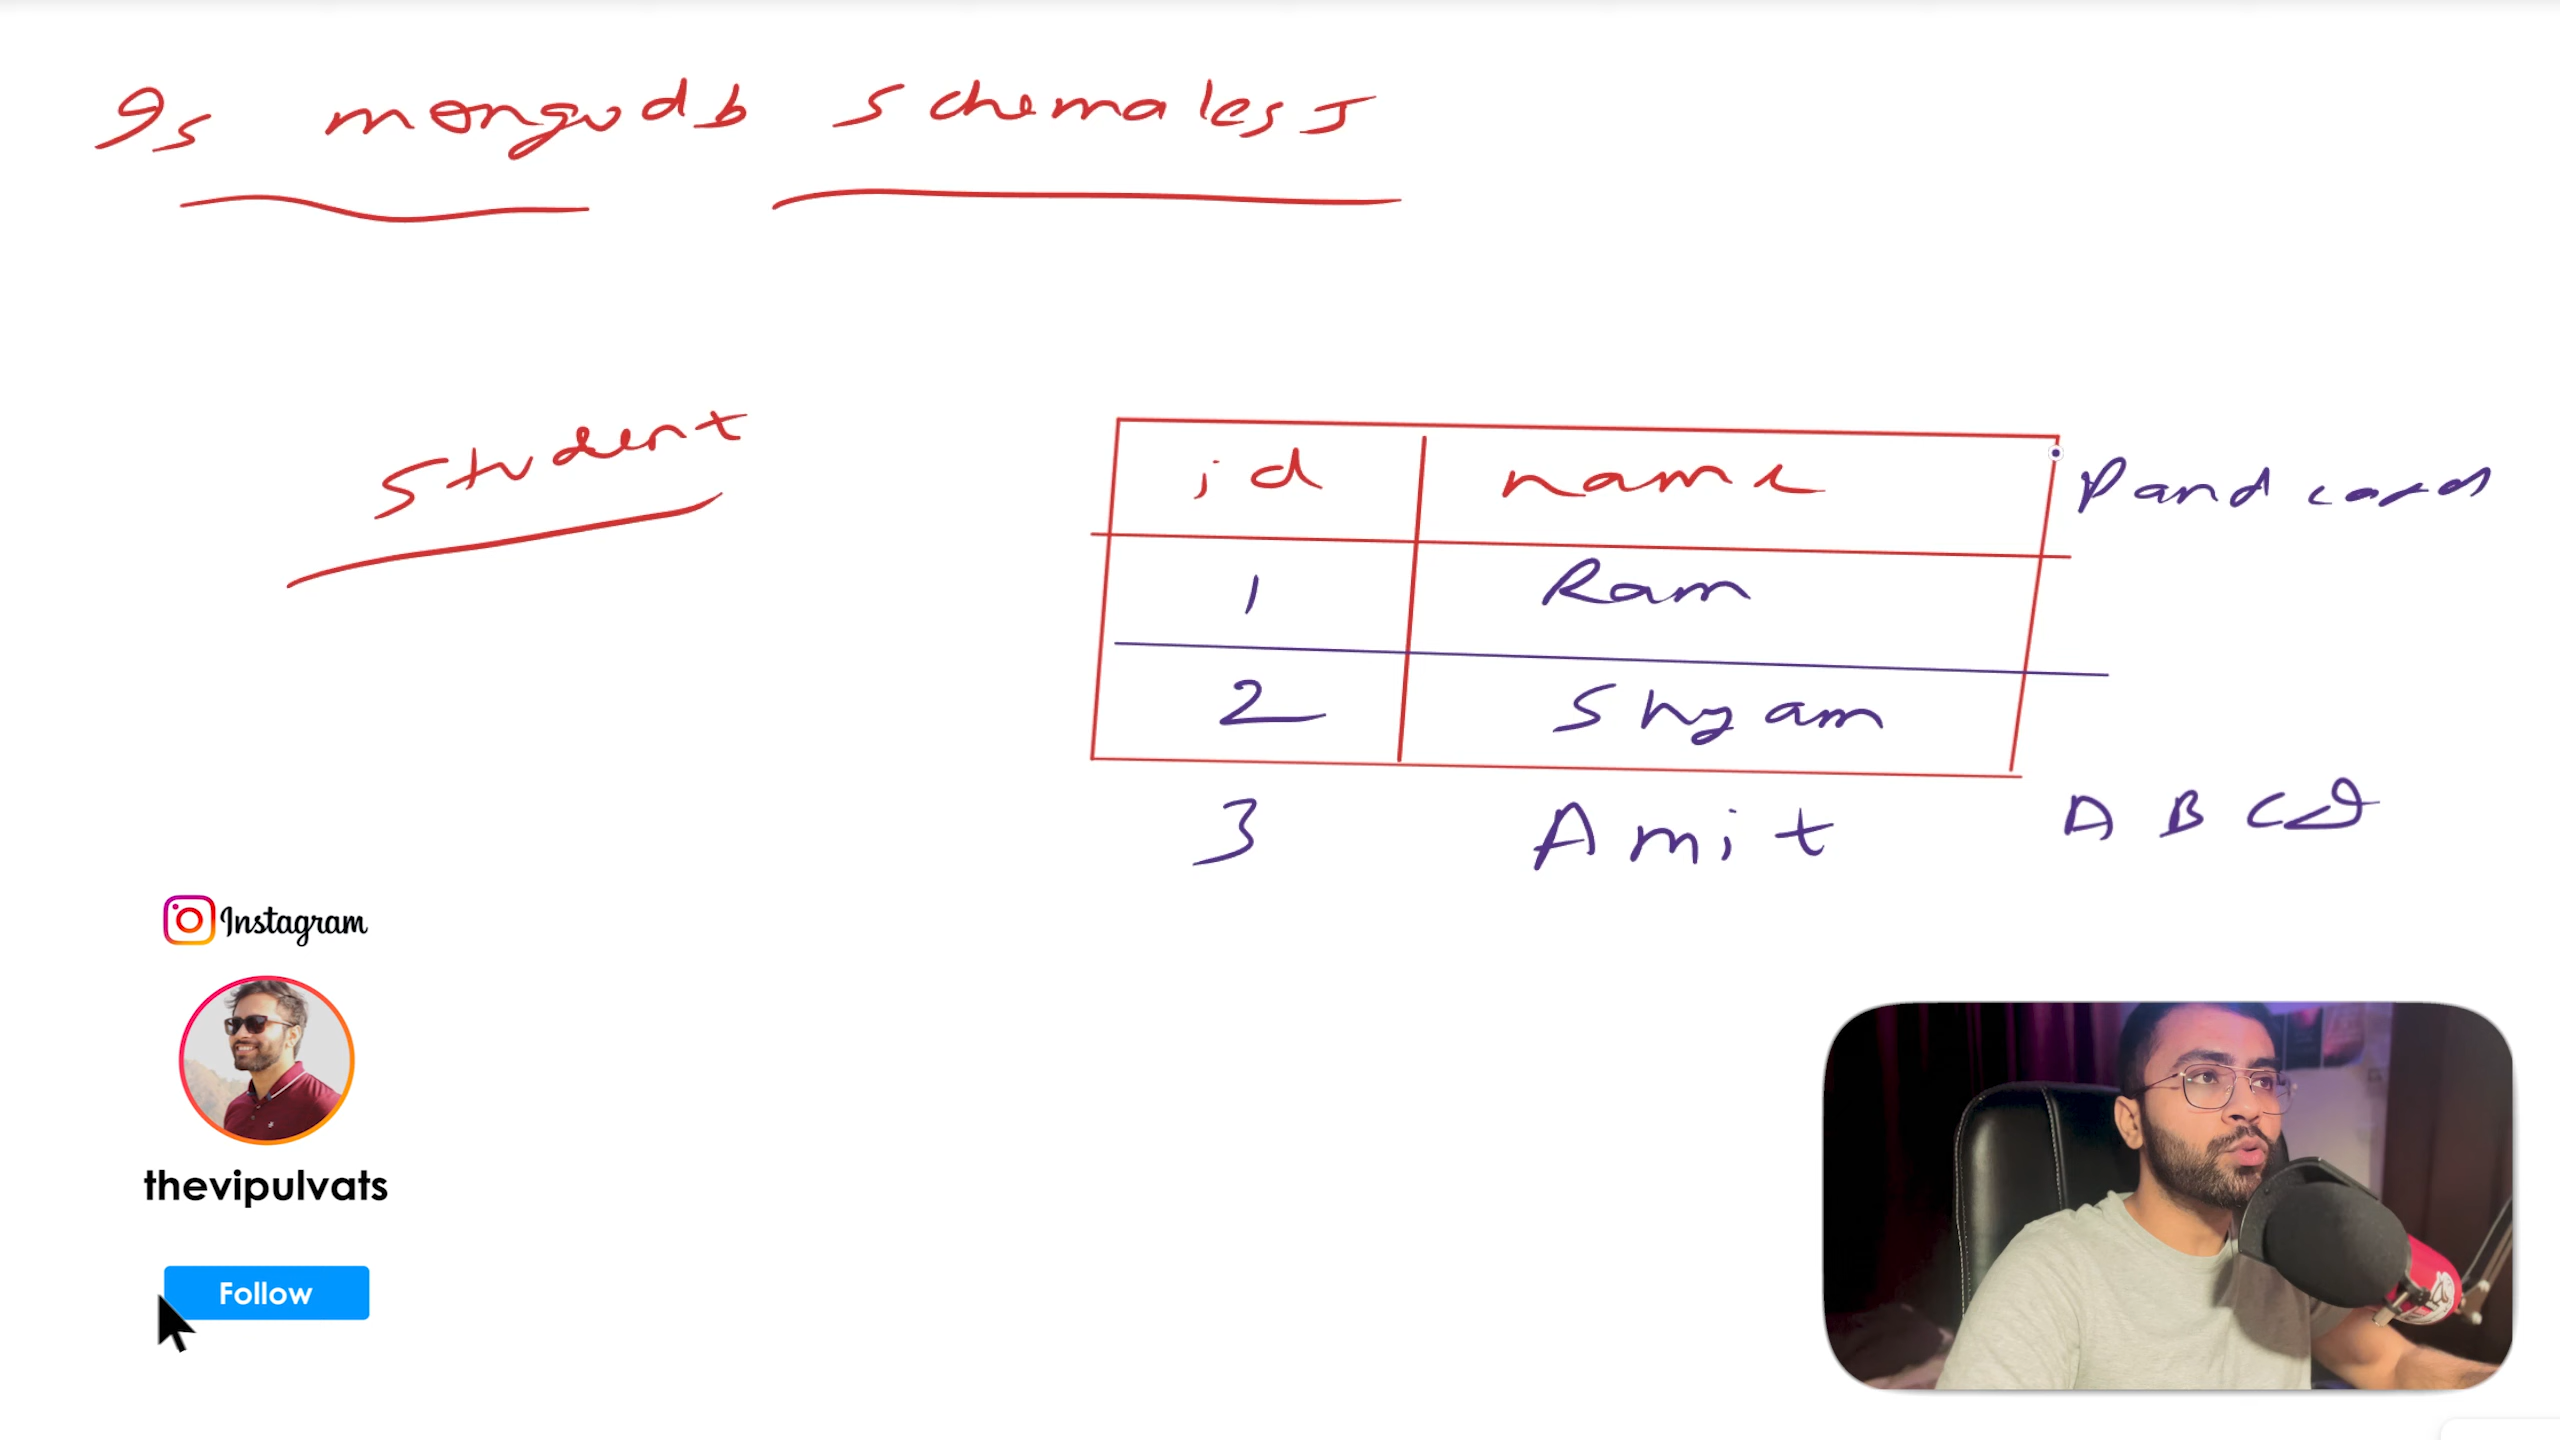 Is mongodb schemaless
Student
id name Pand card
1 Ram
2 Shyam
3 Amit ABCD
Instagram
thevipulvats
Follow